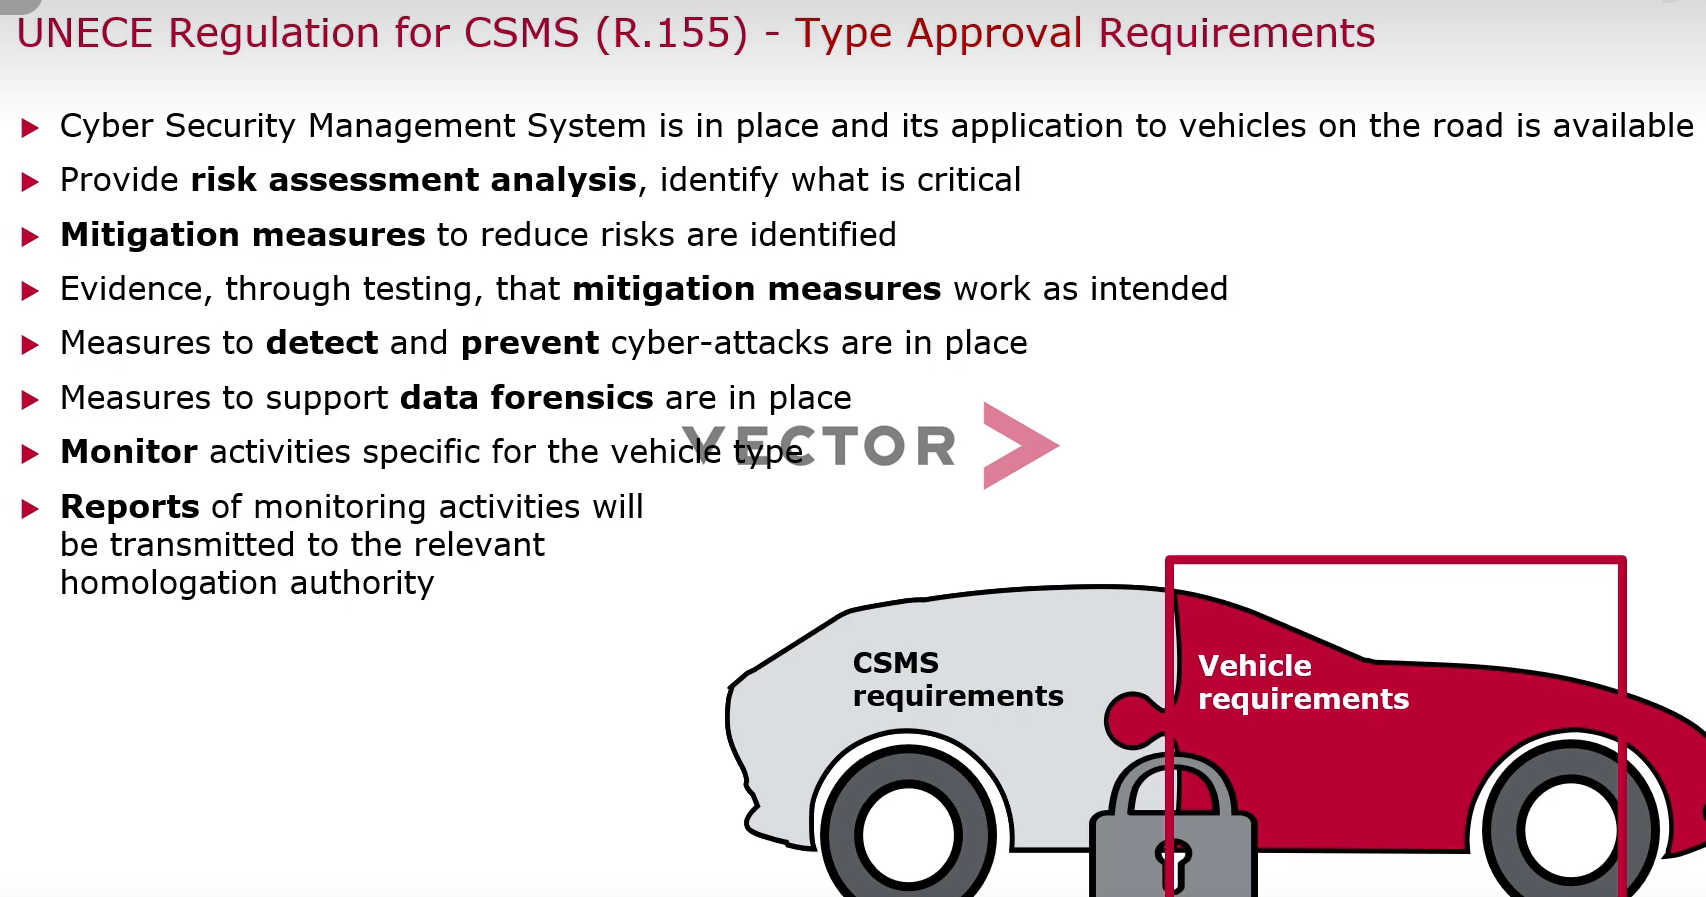 UNECE Regulation for CSMS (R.155) - Type Approval Requirements
Cyber Security Management System is in place and its application to vehicles on the road is available
Provide risk assessment analysis, identify what is critical
Mitigation measures to reduce risks are identified
Evidence, through testing, that mitigation measures work as intended
Measures to detect and prevent cyber-attacks are in place
Measures to support data forensics are in place
VECTOR
Monitor activities specific for the vehicle type
Reports of monitoring activities will
be transmitted to the relevant
homologation authority
CSMS
requirements
Vehicle
requirements